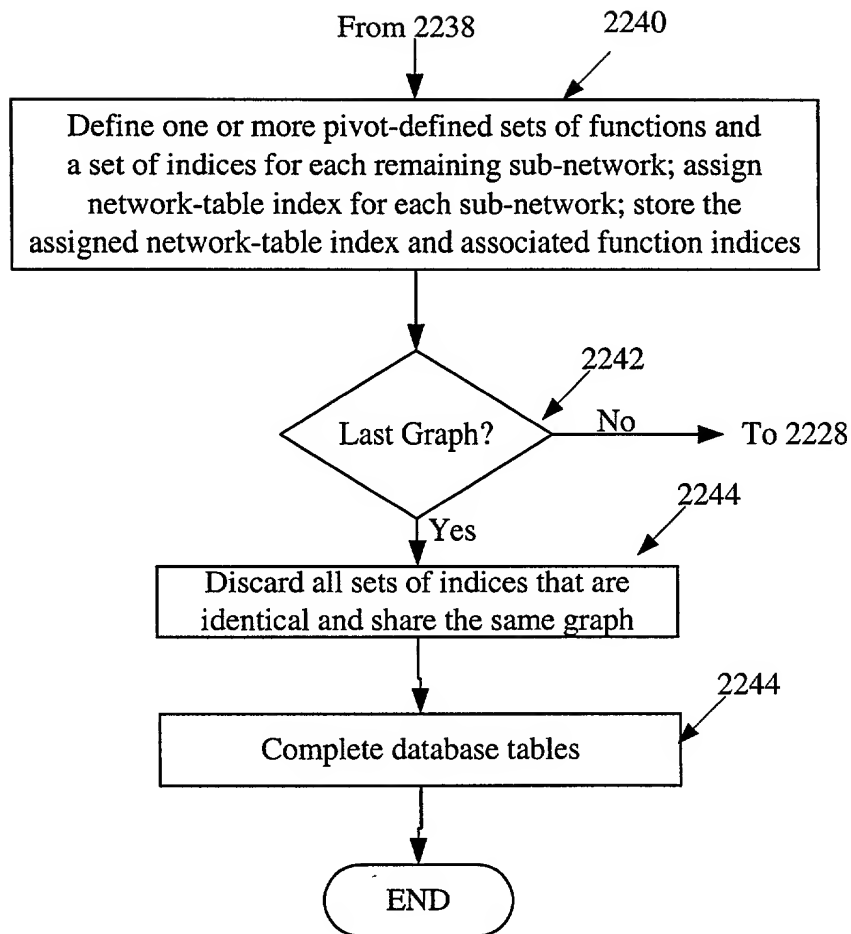 From 2238
2240
Define one or more pivot-defined sets of functions and
a set of indices for each remaining sub-network; assign
network-table index for each sub-network; store the
assigned network-table index and associated function indices
2242
Last Graph?
No
To 2228
Yes
2244
Discard all sets of indices that are
identical and share the same graph
2244
Complete database tables
END